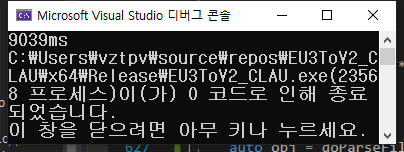 Microsoft Visual Studio 디버그 콘솔
9039ms
C:\Users\vztpv\source\repos\EU3ToV2_C
LAU\x64\Release\EU3ToV2_CLAU.exe(2356
8 프로세스)이(가) 0 코드로 인해 종료
되었습니다.
이 창을 닫으려면 아무 키나 누르세요.
627 auto obj = doParseFil